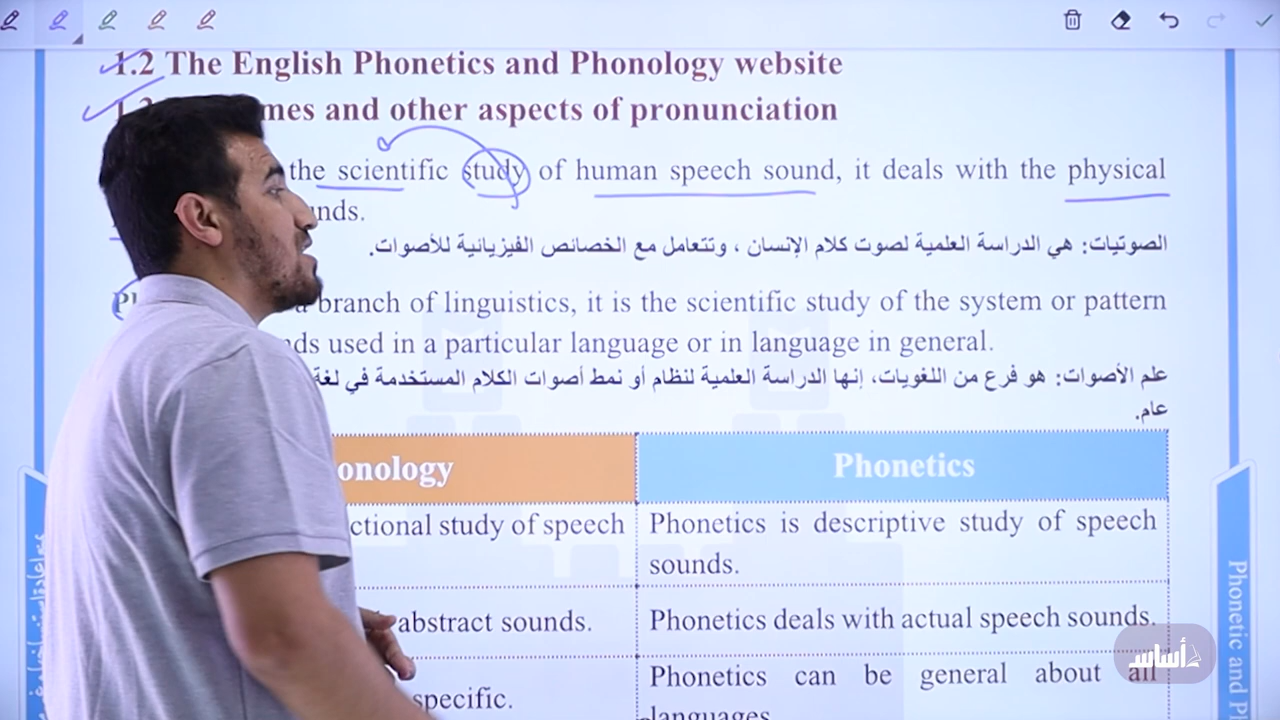 1.2 The English Phonetics and Phonology website
mes and other aspects of pronunciation
the scientific study of human speech sound, it deals with the physical
nds.
الصوتيات: هي الدراسة العلمية لصوت كلام الإنسان ، وتتعامل مع الخصائص الفيزيائية للأصوات.
branch of linguistics, it is the scientific study of the system or pattern
ds used in a particular language or in language in general.
علم الأصوات: هو فرع من اللغويات، إنها الدراسة العلمية لنظام أو نمط أصوات الكلام المستخدمة في لغة
عام.
onology
Phonetics
ctional study of speech
Phonetics is descriptive study of speech
sounds.
abstract sounds.
Phonetics deals with actual speech sounds.
specific.
Phonetics can be general about all
languages
أساس
Phonetic and P